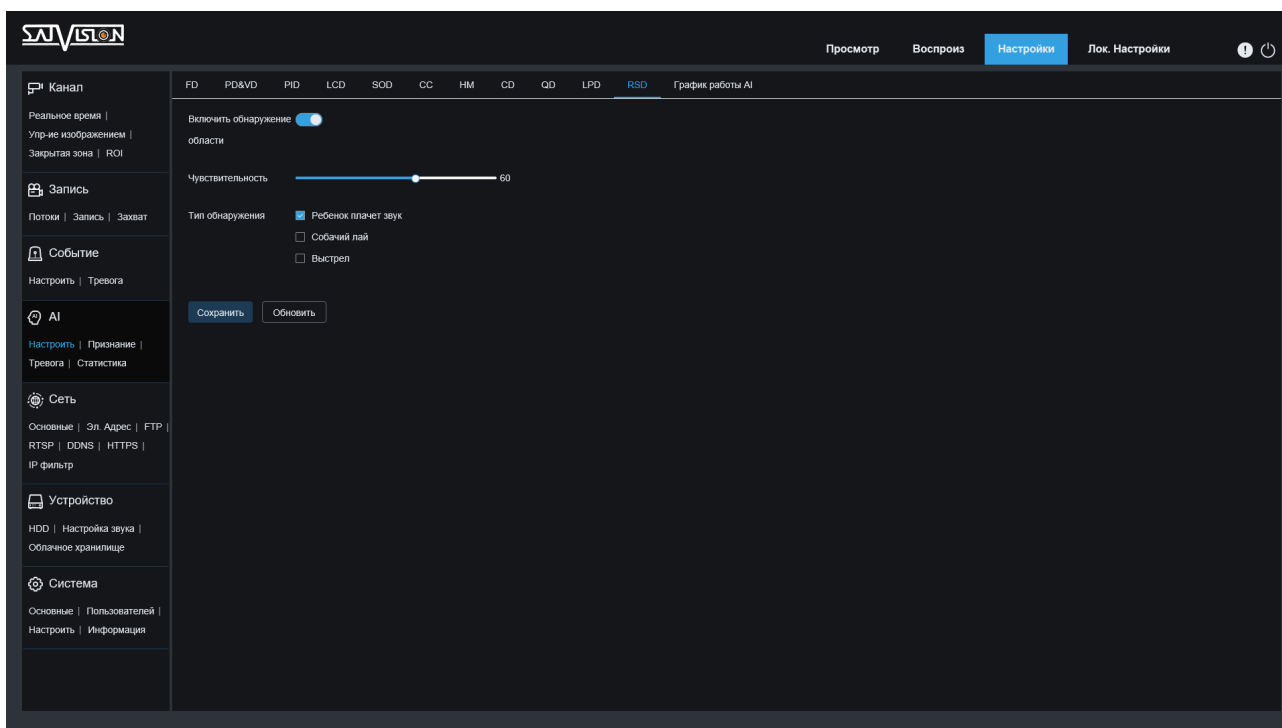 SATVISION
Просмотр Воспроиз Настройки Лок. Настройки
Канал
Реальное время |
Упр-ие изображением |
Закрытая зона | ROI
Запись
Потоки | Запись | Захват
Событие
Настроить | Тревога
AI
Настроить | Признание |
Тревога | Статистика
Сеть
Основные | Эл. Адрес | FTP |
RTSP | DDNS | HTTPS |
IP фильтр
Устройство
HDD | Настройка звука |
Облачное хранилище
Система
Основные | Пользователей |
Настроить | Информация
FD PD&VD PID LCD SOD CC HM CD QD LPD RSD График работы AI
Включить обнаружение
области
Чувствительность 60
Тип обнаружения Ребенок плачет звук
Собачий лай
Выстрел
Сохранить Обновить